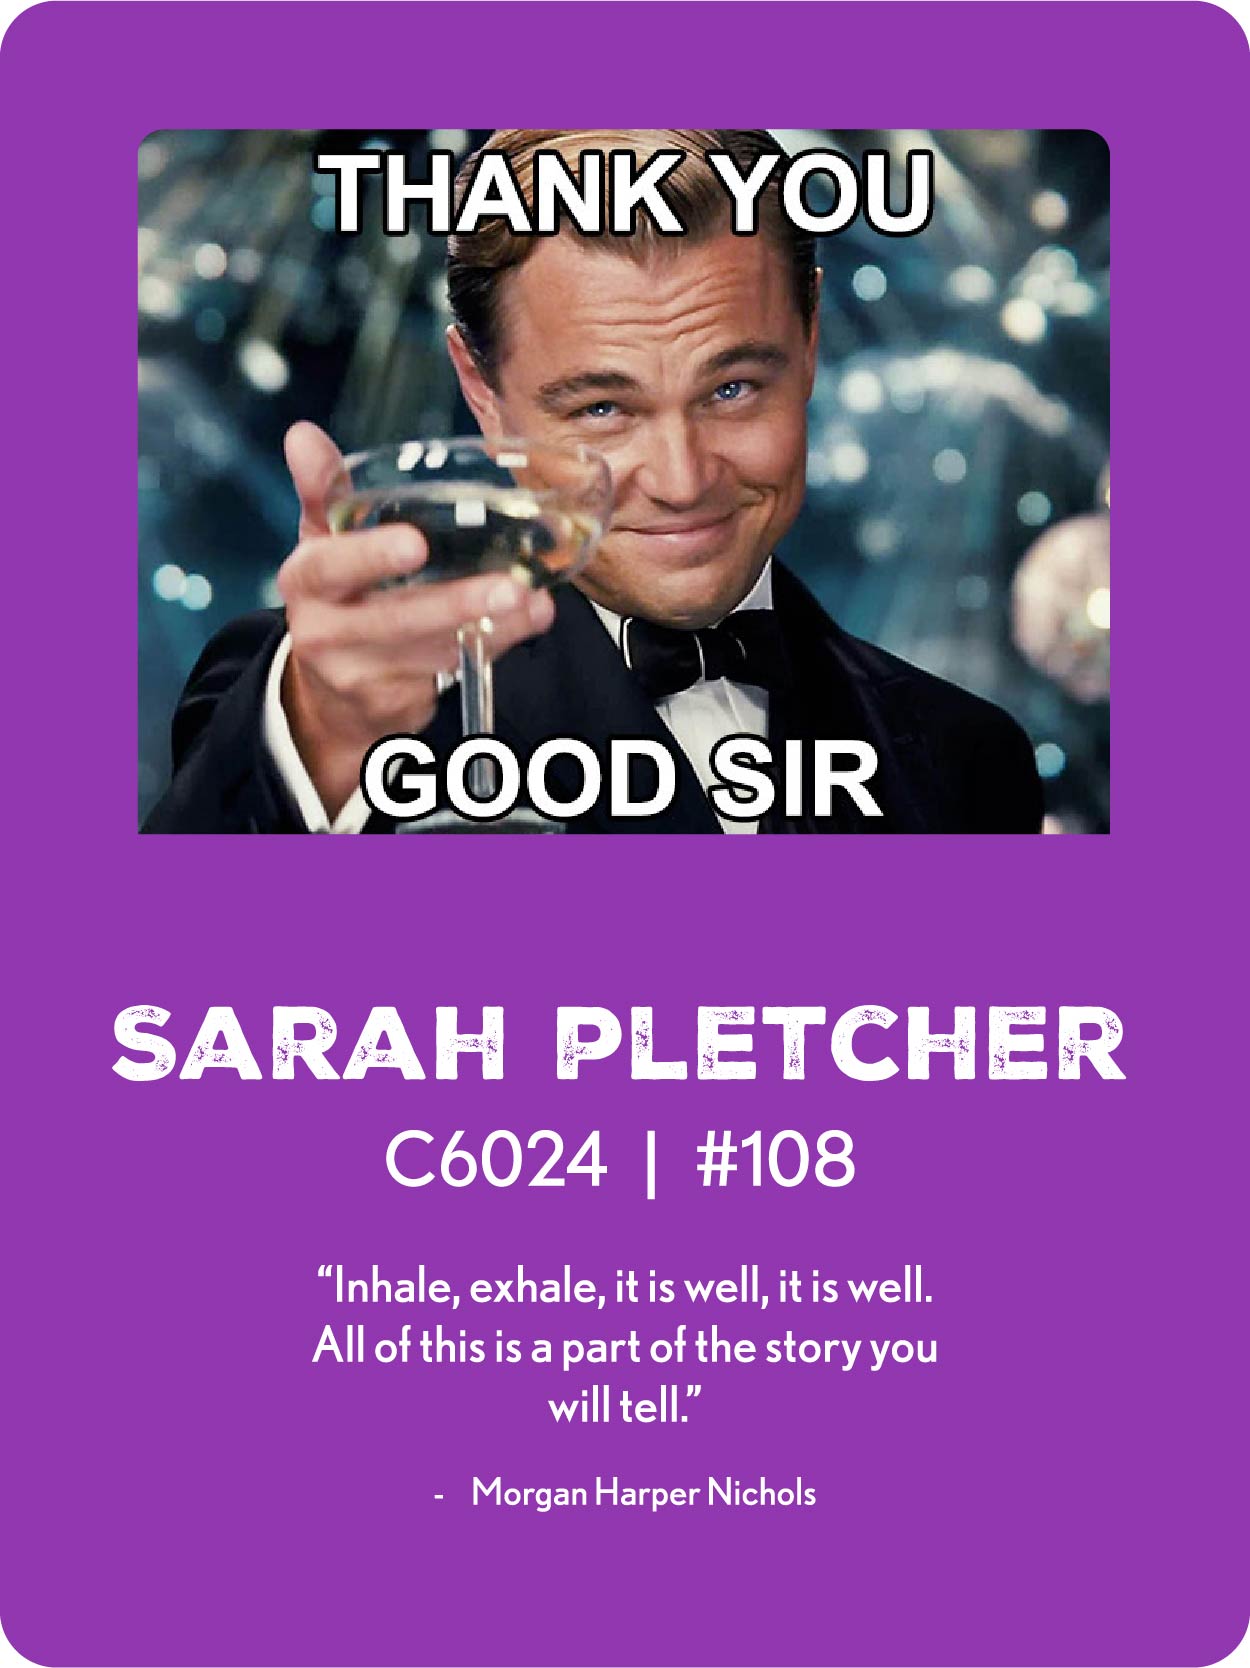 THANK YOU
GOOD SIR
SARAH PLETCHER
C6024 | #108
“Inhale, exhale, it is well, it is well.
All of this is a part of the story you
will tell.”
- Morgan Harper Nichols